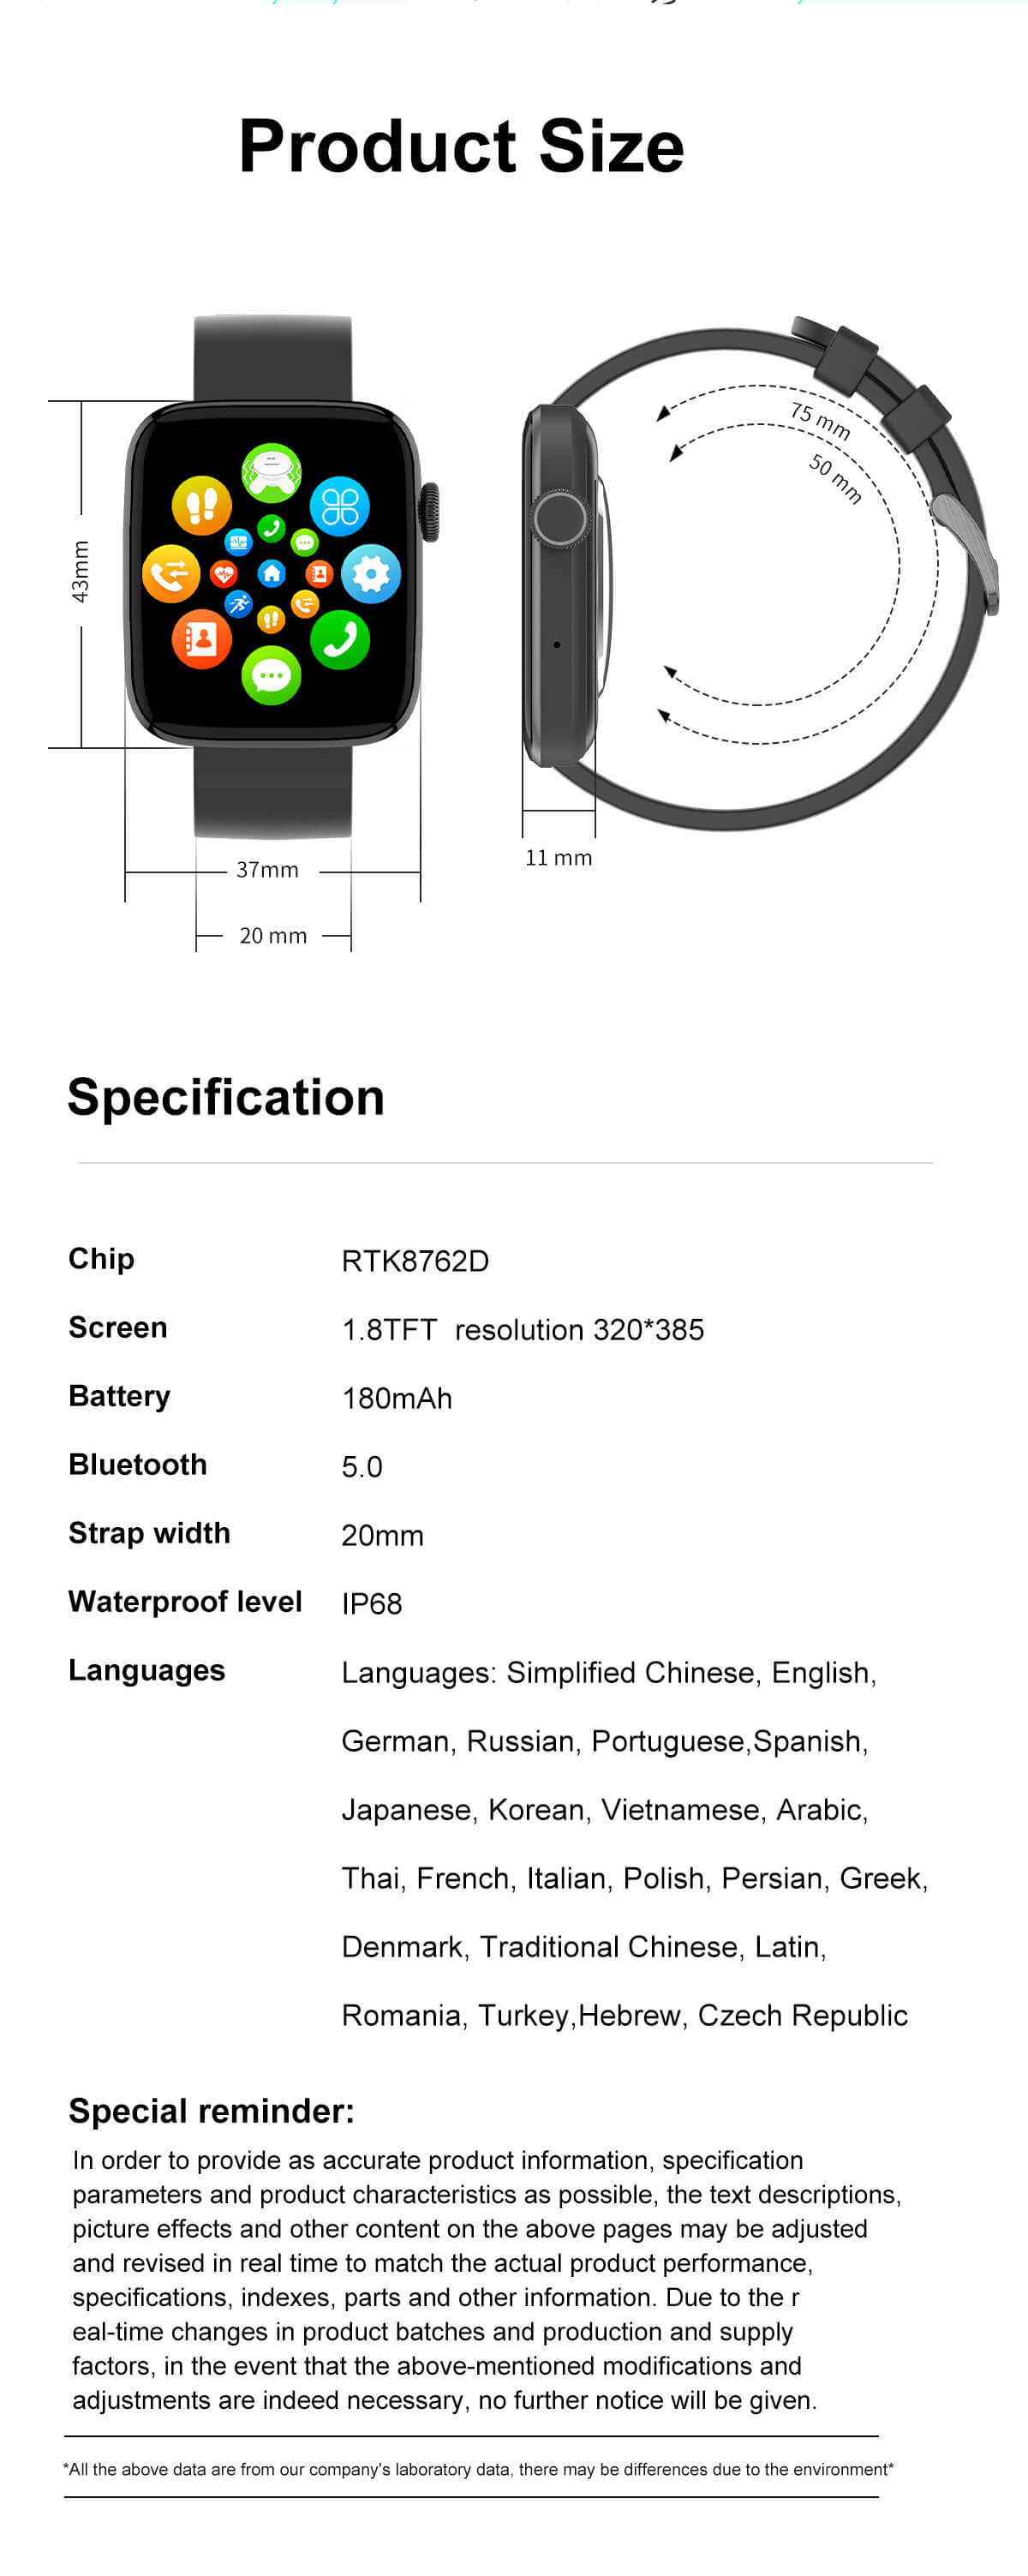 Product Size
75 mm
50 mm
43mm
37mm
11 mm
20 mm
Specification
Chip RTK8762D
Screen 1.8TFT  resolution 320*385
Battery 180mAh
Bluetooth 5.0
Strap width 20mm
Waterproof level IP68
Languages Languages: Simplified Chinese, English,
German, Russian, Portuguese,Spanish,
Japanese, Korean, Vietnamese, Arabic,
Thai, French, Italian, Polish, Persian, Greek,
Denmark, Traditional Chinese, Latin,
Romania, Turkey,Hebrew, Czech Republic
Special reminder:
In order to provide as accurate product information, specification
parameters and product characteristics as possible, the text descriptions,
picture effects and other content on the above pages may be adjusted
and revised in real time to match the actual product performance,
specifications, indexes, parts and other information. Due to the r
eal-time changes in product batches and production and supply
factors, in the event that the above-mentioned modifications and
adjustments are indeed necessary, no further notice will be given.
*All the above data are from our company's laboratory data, there may be differences due to the environment*